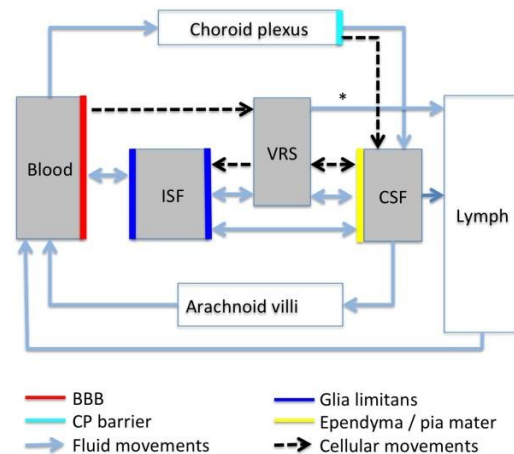 Choroid plexus
*
Blood
VRS
ISF
CSF
Lymph
Arachnoid villi
BBB
Glia limitans
CP barrier
Ependyma / pia mater
Fluid movements
Cellular movements